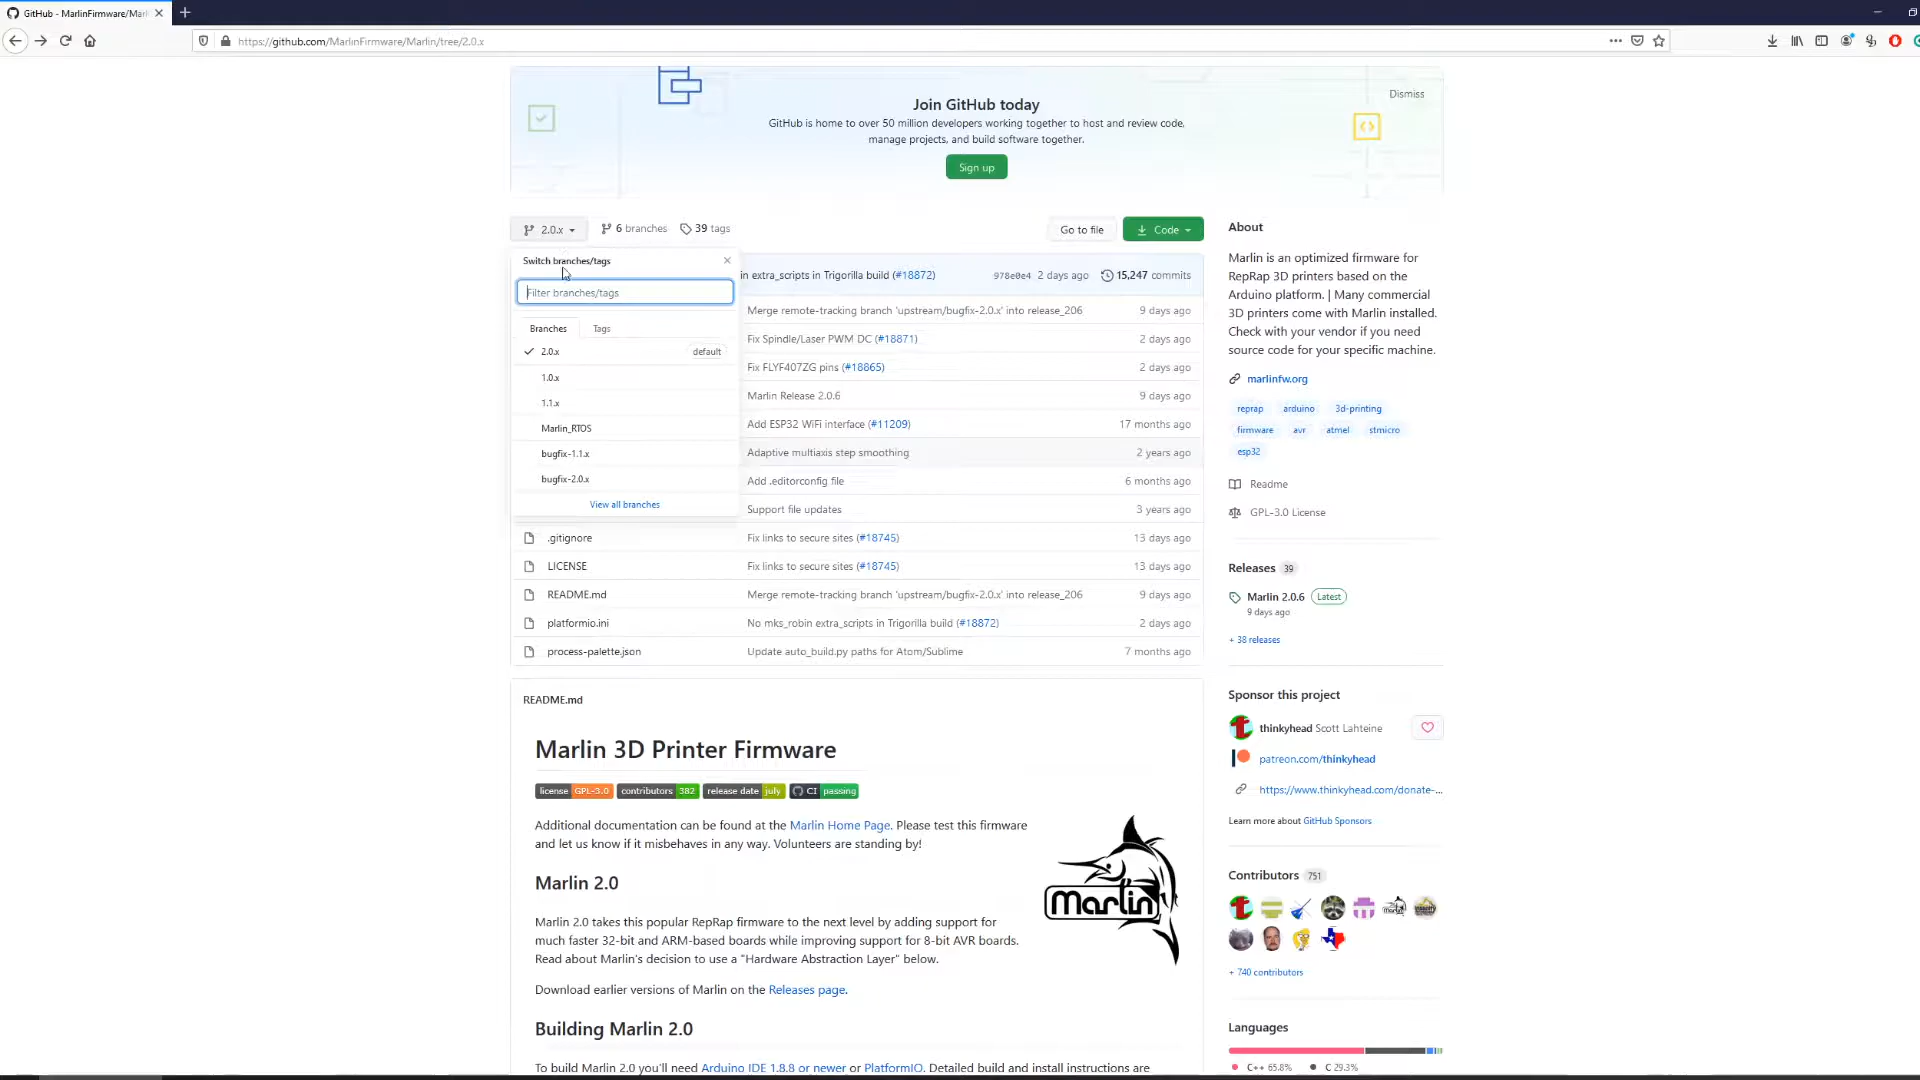 GitHub - MarlinFirmware/Marl
https://github.com/MarlinFirmware/Marlin/tree/2.0.x
Join GitHub today
Dismiss
GitHub is home to over 50 million developers working together to host and review code,
manage projects, and build software together.
Sign up
2.0.x
6 branches
39 tags
Go to file
Code
Switch branches/tags
Filter branches/tags
Branches
Tags
2.0.x
default
1.0.x
1.1.x
Marlin_RTOS
bugfix-1.1.x
bugfix-2.0.x
View all branches
in extra_scripts in Trigorilla build (#18872)
978e0e4
2 days ago
15,247 commits
Merge remote-tracking branch 'upstream/bugfix-2.0.x' into release_206
9 days ago
Fix Spindle/Laser PWM DC (#18871)
2 days ago
Fix FLYF407ZG pins (#18865)
2 days ago
Marlin Release 2.0.6
9 days ago
Add ESP32 WiFi interface (#11209)
17 months ago
Adaptive multiaxis step smoothing
2 years ago
Add .editorconfig file
6 months ago
Support file updates
3 years ago
.gitignore
Fix links to secure sites (#18745)
13 days ago
LICENSE
Fix links to secure sites (#18745)
13 days ago
README.md
Merge remote-tracking branch 'upstream/bugfix-2.0.x' into release_206
9 days ago
platformio.ini
No mks_robin extra_scripts in Trigorilla build (#18872)
2 days ago
process-palette.json
Update auto_build.py paths for Atom/Sublime
7 months ago
README.md
Marlin 3D Printer Firmware
license GPL-3.0
contributors 382
release date july
CI passing
Additional documentation can be found at the Marlin Home Page. Please test this firmware
and let us know if it misbehaves in any way. Volunteers are standing by!
Marlin
Marlin 2.0
Marlin 2.0 takes this popular RepRap firmware to the next level by adding support for
much faster 32-bit and ARM-based boards while improving support for 8-bit AVR boards.
Read about Marlin's decision to use a "Hardware Abstraction Layer" below.
Download earlier versions of Marlin on the Releases page.
Building Marlin 2.0
To build Marlin 2.0 you'll need Arduino IDE 1.8.8 or newer or PlatformIO. Detailed build and install instructions are
About
Marlin is an optimized firmware for
RepRap 3D printers based on the
Arduino platform. | Many commercial
3D printers come with Marlin installed.
Check with your vendor if you need
source code for your specific machine.
marlinfw.org
reprap
arduino
3d-printing
firmware
avr
atmel
stmicro
esp32
Readme
GPL-3.0 License
Releases 39
Marlin 2.0.6
Latest
9 days ago
+ 38 releases
Sponsor this project
thinkyhead Scott Lahteine
patreon.com/thinkyhead
https://www.thinkyhead.com/donate-...
Learn more about GitHub Sponsors
Contributors 751
+ 740 contributors
Languages
C++ 65.8%
C 29.3%